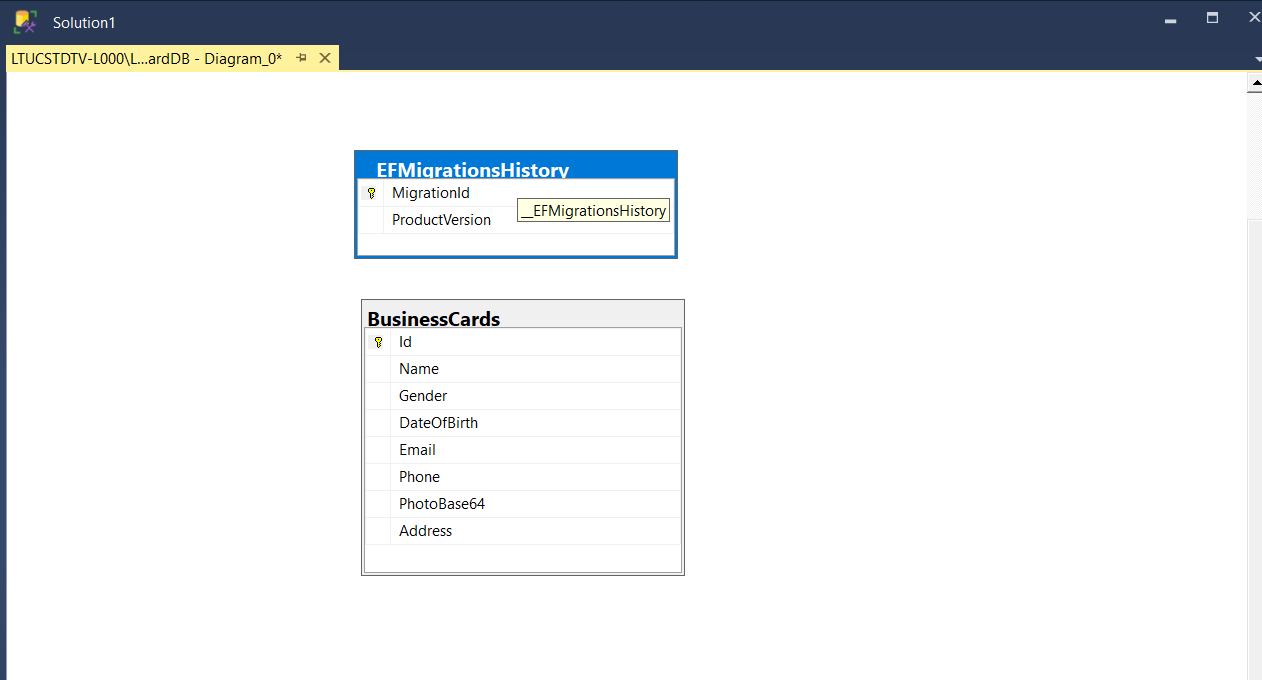 Solution1
LTUCSTDTV-L000\L...ardDB - Diagram_0*
EFMigrationsHistory
MigrationId
__EFMigrationsHistory
ProductVersion
BusinessCards
Id
Name
Gender
DateOfBirth
Email
Phone
PhotoBase64
Address